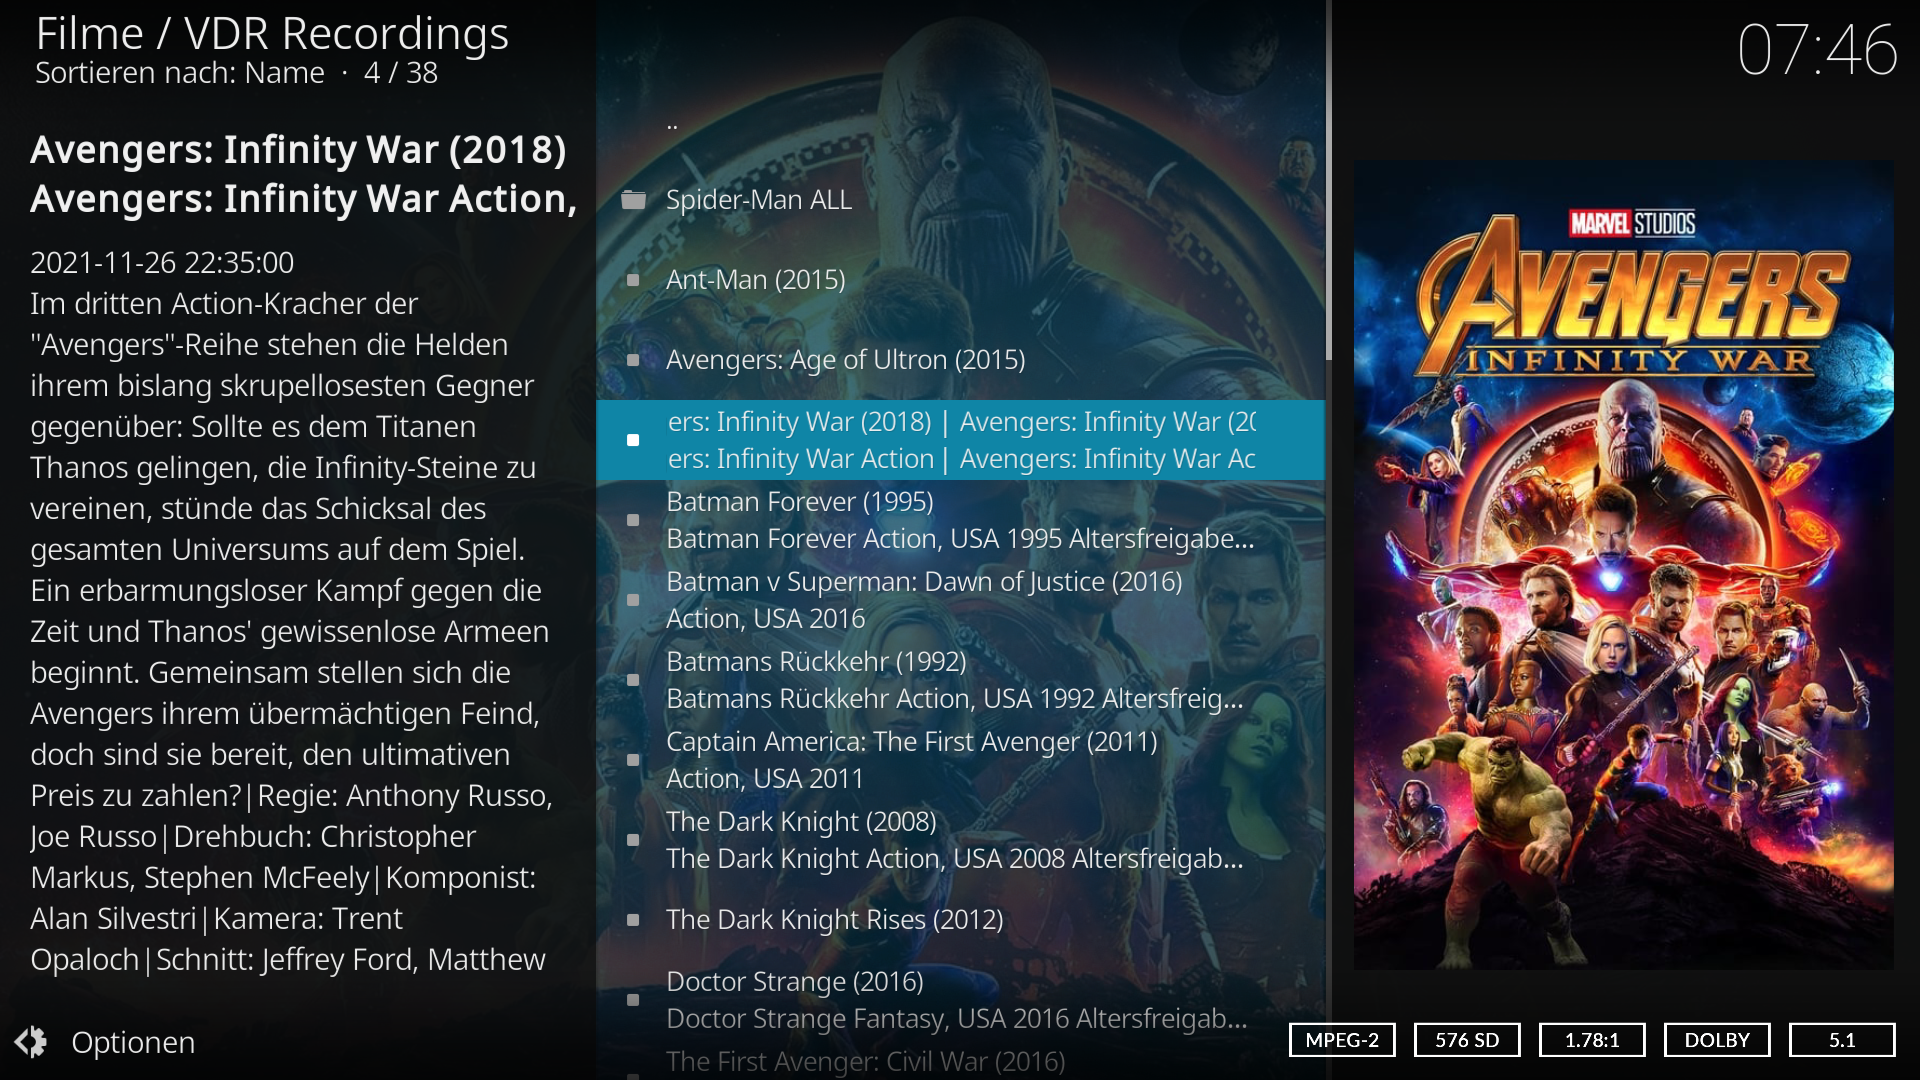 Filme / VDR Recordings
Sortieren nach: Name · 4 / 38
07:46
Avengers: Infinity War (2018)
Avengers: Infinity War Action,
2021-11-26 22:35:00
Im dritten Action-Kracher der
"Avengers"-Reihe stehen die Helden
ihrem bislang skrupellosesten Gegner
gegenüber: Sollte es dem Titanen
Thanos gelingen, die Infinity-Steine zu
vereinen, stünde das Schicksal des
gesamten Universums auf dem Spiel.
Ein erbarmungsloser Kampf gegen die
Zeit und Thanos' gewissenlose Armeen
beginnt. Gemeinsam stellen sich die
Avengers ihrem übermächtigen Feind,
doch sind sie bereit, den ultimativen
Preis zu zahlen?|Regie: Anthony Russo,
Joe Russo|Drehbuch: Christopher
Markus, Stephen McFeely|Komponist:
Alan Silvestri|Kamera: Trent
Opaloch|Schnitt: Jeffrey Ford, Matthew
Optionen
..
Spider-Man ALL
Ant-Man (2015)
Avengers: Age of Ultron (2015)
ers: Infinity War (2018) | Avengers: Infinity War (20
ers: Infinity War Action | Avengers: Infinity War Ac
Batman Forever (1995)
Batman Forever Action, USA 1995 Altersfreigabe...
Batman v Superman: Dawn of Justice (2016)
Action, USA 2016
Batmans Rückkehr (1992)
Batmans Rückkehr Action, USA 1992 Altersfreig...
Captain America: The First Avenger (2011)
Action, USA 2011
The Dark Knight (2008)
The Dark Knight Action, USA 2008 Altersfreigab...
The Dark Knight Rises (2012)
Doctor Strange (2016)
Doctor Strange Fantasy, USA 2016 Altersfreigab...
The First Avenger: Civil War (2016)
MARVEL STUDIOS
AVENGERS
INFINITY WAR
MPEG-2
576 SD
1.78:1
DOLBY
5.1